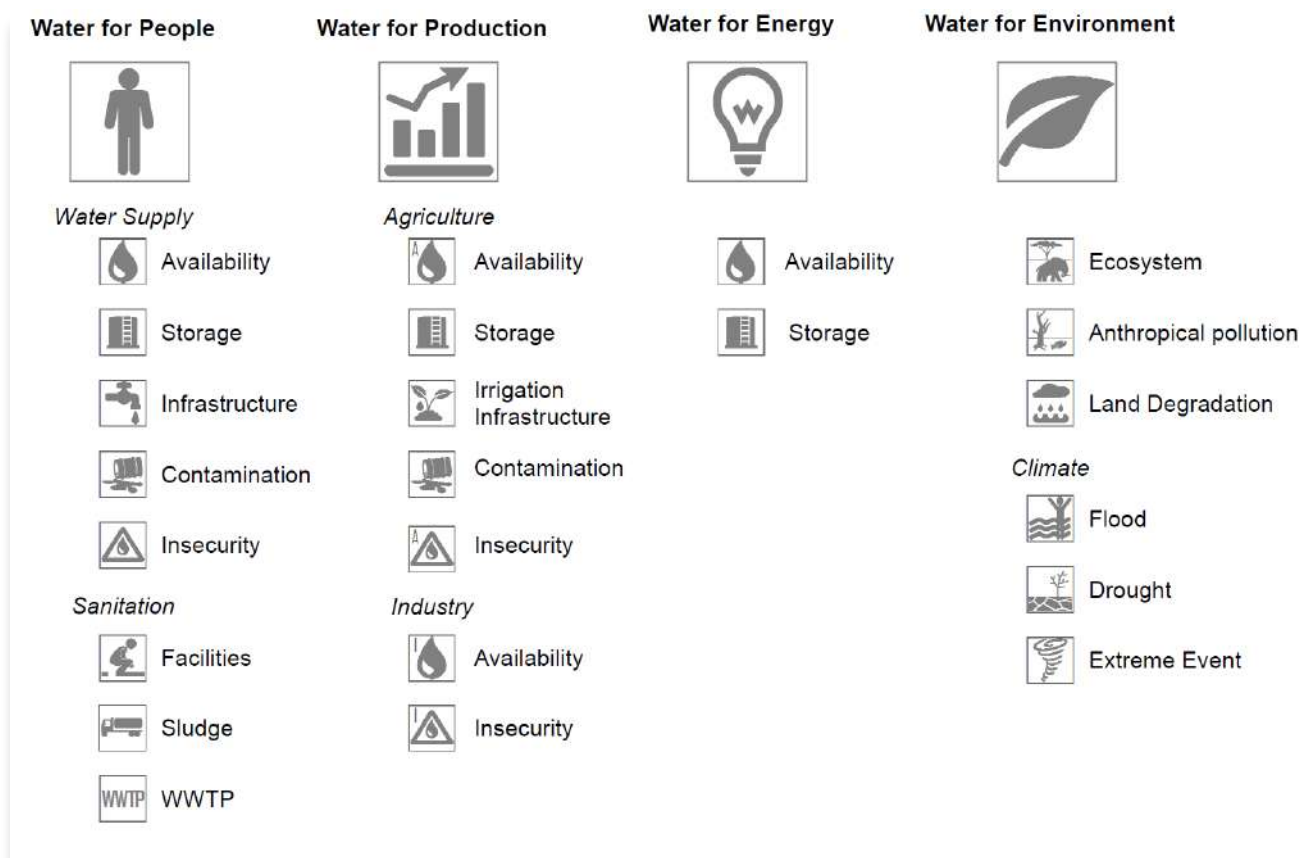 Water for People
Water for Production
Water for Energy
Water for Environment
Water Supply
Availability
Storage
Infrastructure
Contamination
Insecurity
Sanitation
Facilities
Sludge
WWTP WWTP
Agriculture
A
Availability
Storage
Irrigation
Infrastructure
Contamination
A
Insecurity
Industry
I
Availability
I
Insecurity
Availability
Storage
Ecosystem
Anthropical pollution
Land Degradation
Climate
Flood
Drought
Extreme Event